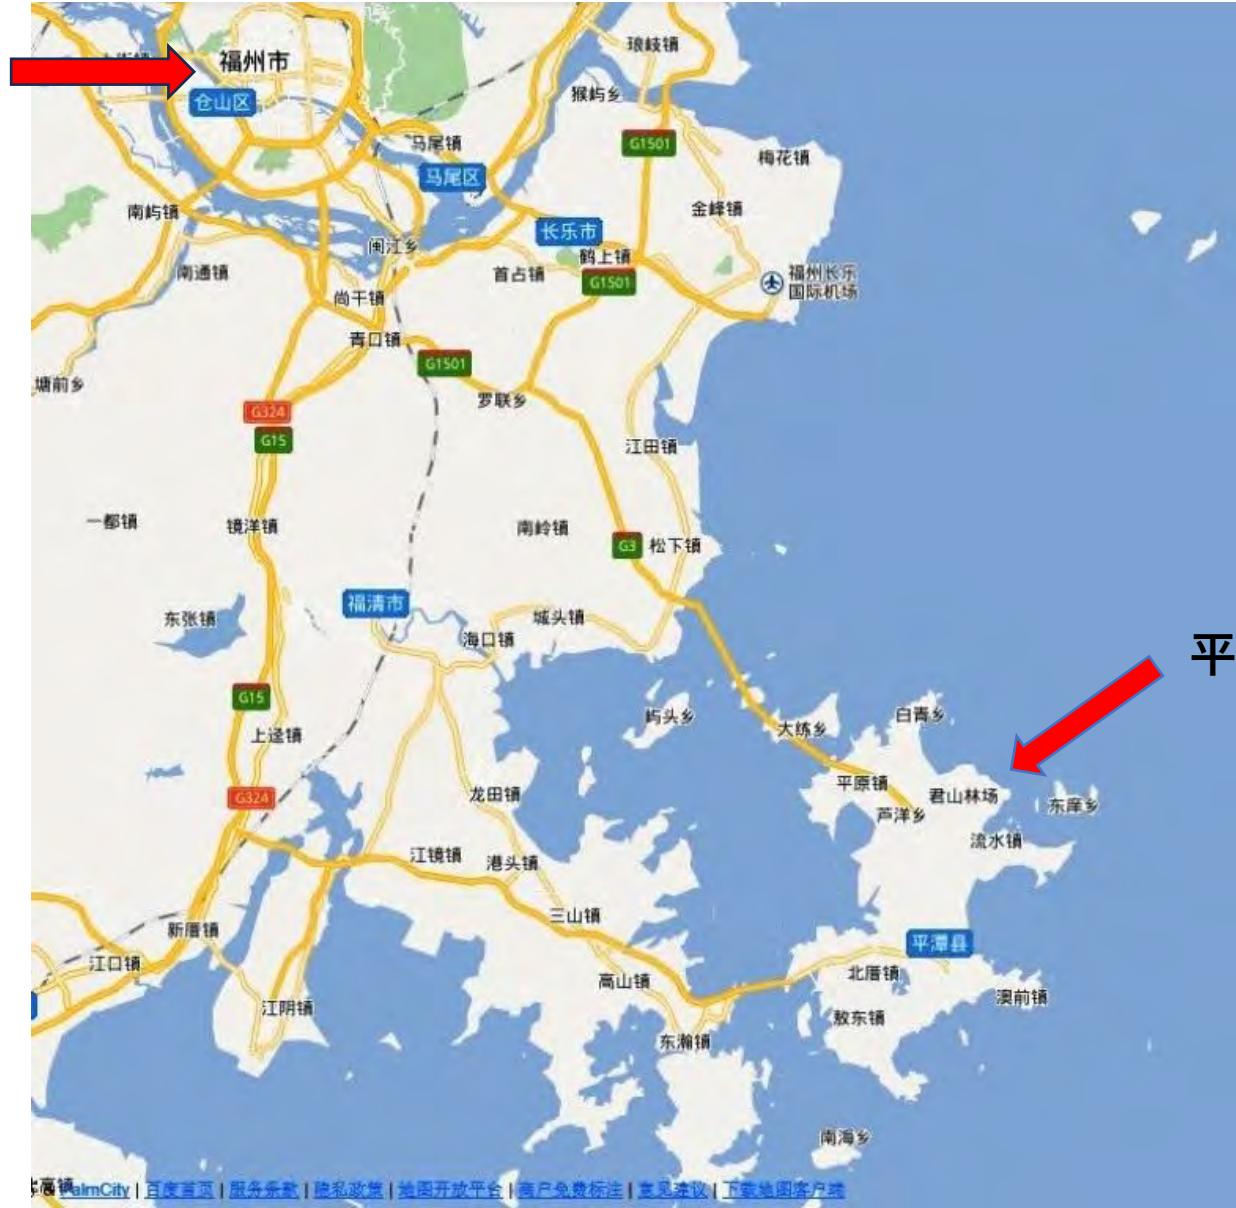 琅岐镇
福州市
猴屿乡
仓山区
马尾镇
G1501
梅花镇
马尾区
南屿镇
金峰镇
长乐市
闽江乡
鹤上镇
南通镇
首占镇
福州长乐
国际机场
G1501
尚干镇
青口镇
G1501
塘前乡
罗联乡
G324
G15
江田镇
一都镇
镜洋镇
南岭镇
G3
松下镇
福清市
东张镇
城头镇
海口镇
平
G15
屿头乡
白青乡
大练乡
上迳镇
平原镇
龙田镇
君山林场
G324
东庠乡
芦洋乡
流水镇
江镜镇
港头镇
三山镇
新厝镇
平潭县
江口镇
北厝镇
高山镇
澳前镇
江阴镇
敖东镇
东瀚镇
南海乡
高镇
PalmCity | 百度首页 | 服务条款 | 隐私政策 | 地图开放平台 | 商户免费标注 | 意见建议 | 下载地图客户端